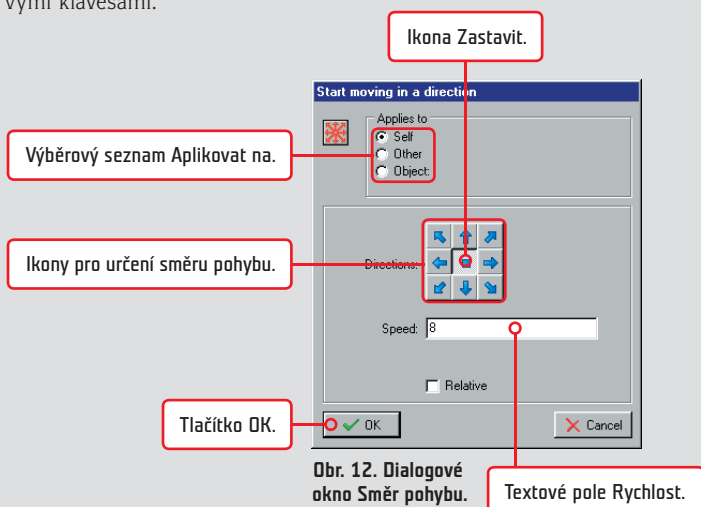 vými klávesami.
Ikona Zastavit.
Start moving in a direction
Applies to
Self
Other
Object:
Výběrový seznam Aplikovat na.
Ikony pro určení směru pohybu.
Directions:
Speed: 8
Relative
Tlačítko OK.
OK
Cancel
Obr. 12. Dialogové
okno Směr pohybu.
Textové pole Rychlost.